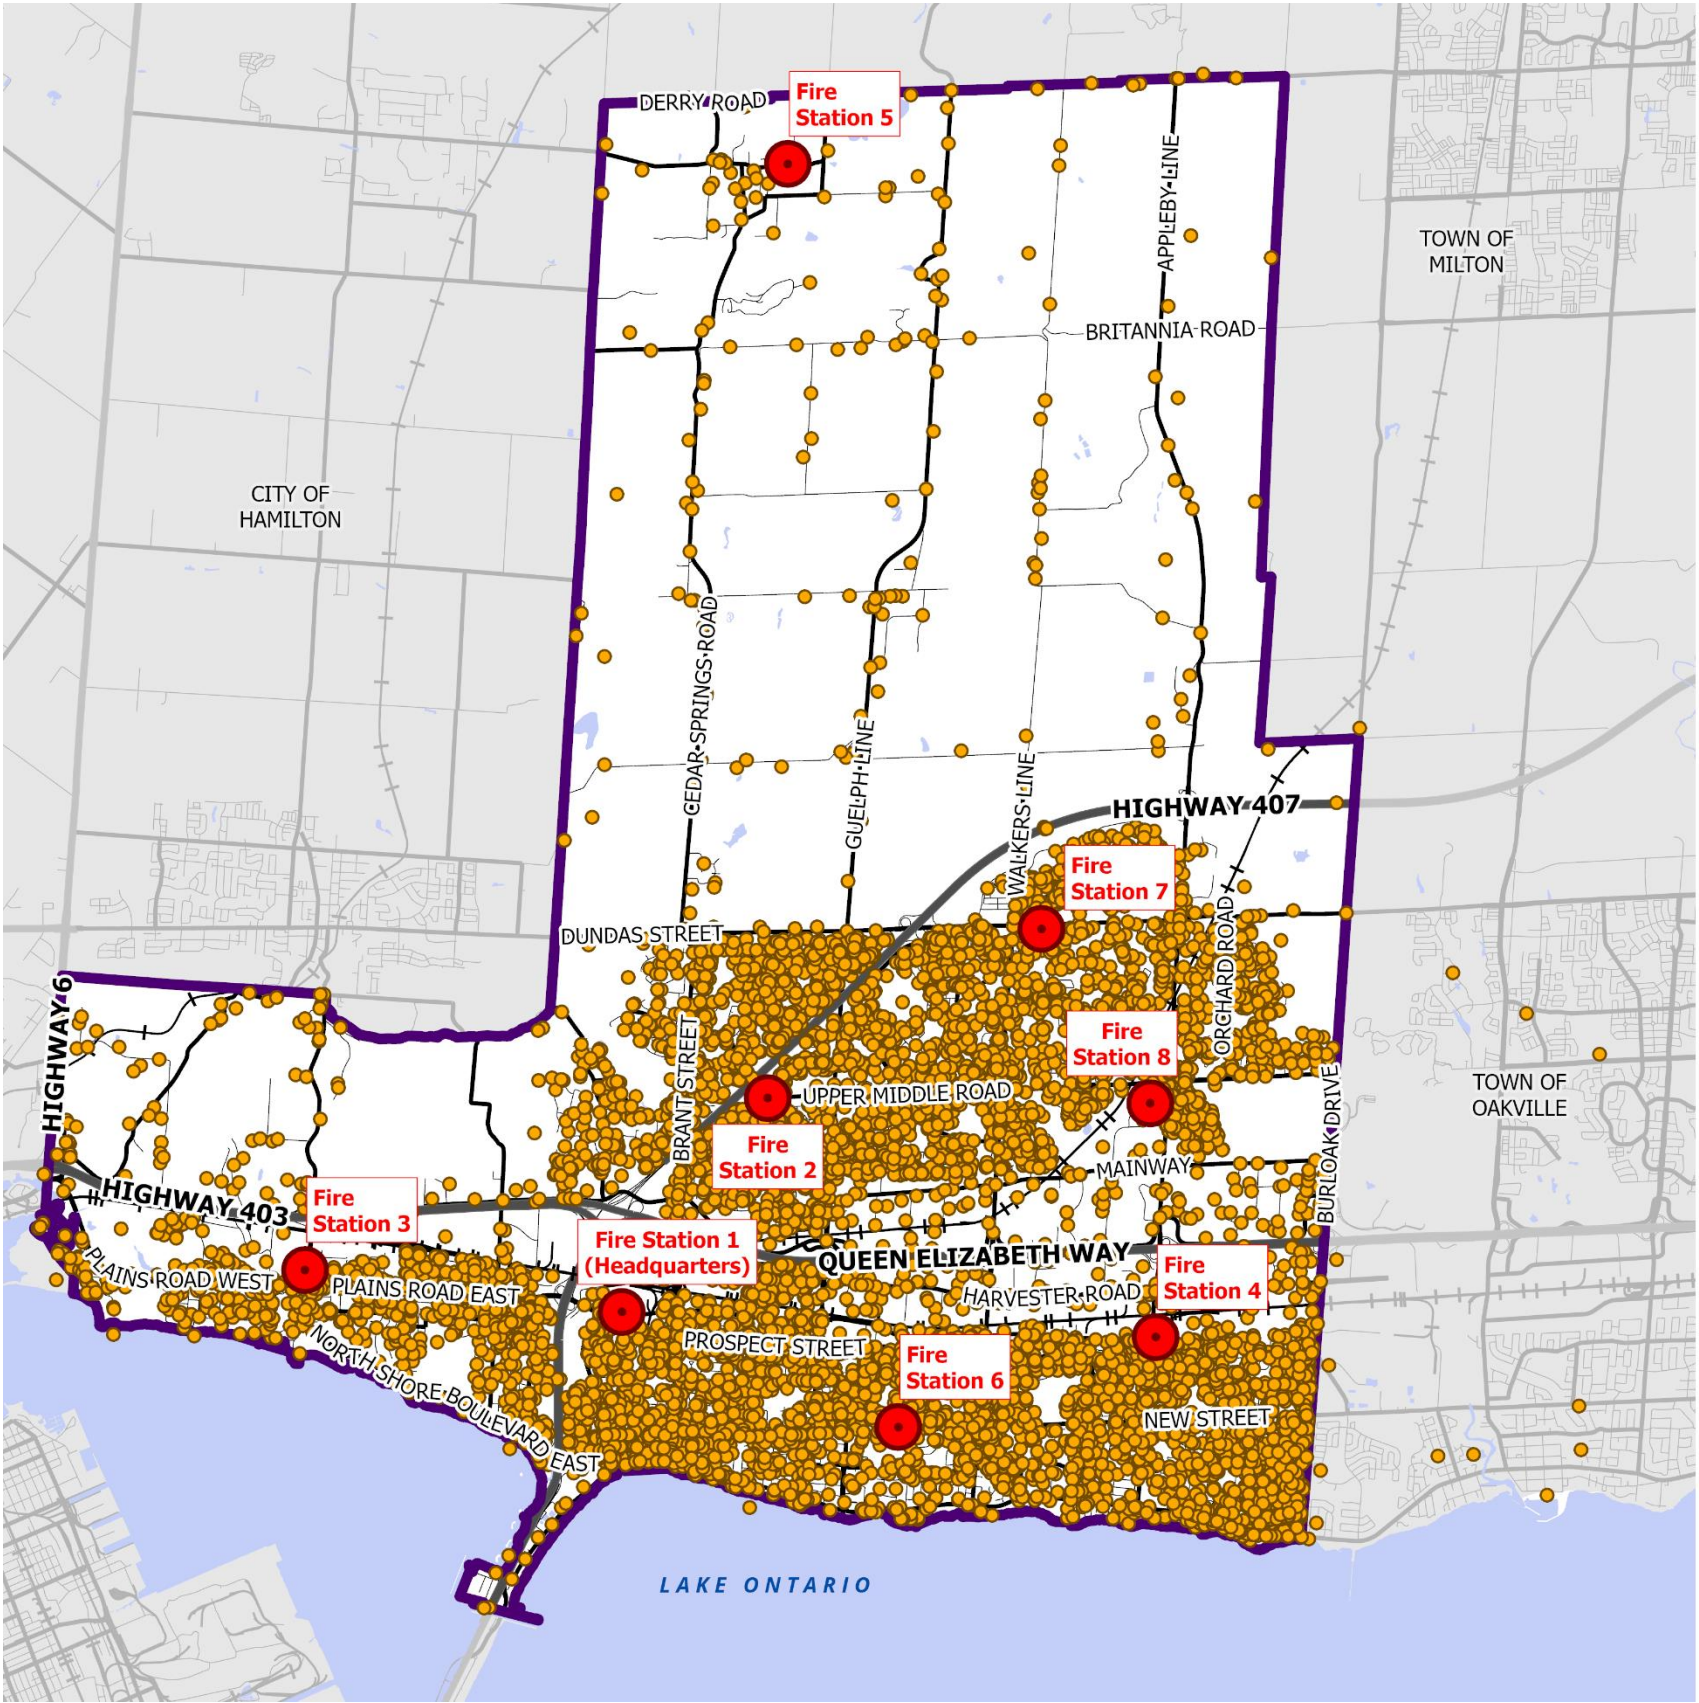 DERRY ROAD
Fire
Station 5
APPLEBY LINE
TOWN OF
MILTON
BRITANNIA ROAD
CITY OF
HAMILTON
CEDAR SPRINGS ROAD
GUELPH LINE
WALKERS LINE
HIGHWAY 407
Fire
Station 7
DUNDAS STREET
ORCHARD ROAD
HIGHWAY 6
BRANT STREET
Fire
Station 8
UPPER MIDDLE ROAD
TOWN OF
OAKVILLE
BURLOAK DRIVE
Fire
Station 2
MAINWAY
HIGHWAY 403
Fire
Station 3
Fire Station 1
(Headquarters)
QUEEN ELIZABETH WAY
Fire
Station 4
PLAINS ROAD WEST
PLAINS ROAD EAST
HARVESTER ROAD
PROSPECT STREET
Fire
Station 6
NORTH SHORE BOULEVARD EAST
NEW STREET
LAKE ONTARIO